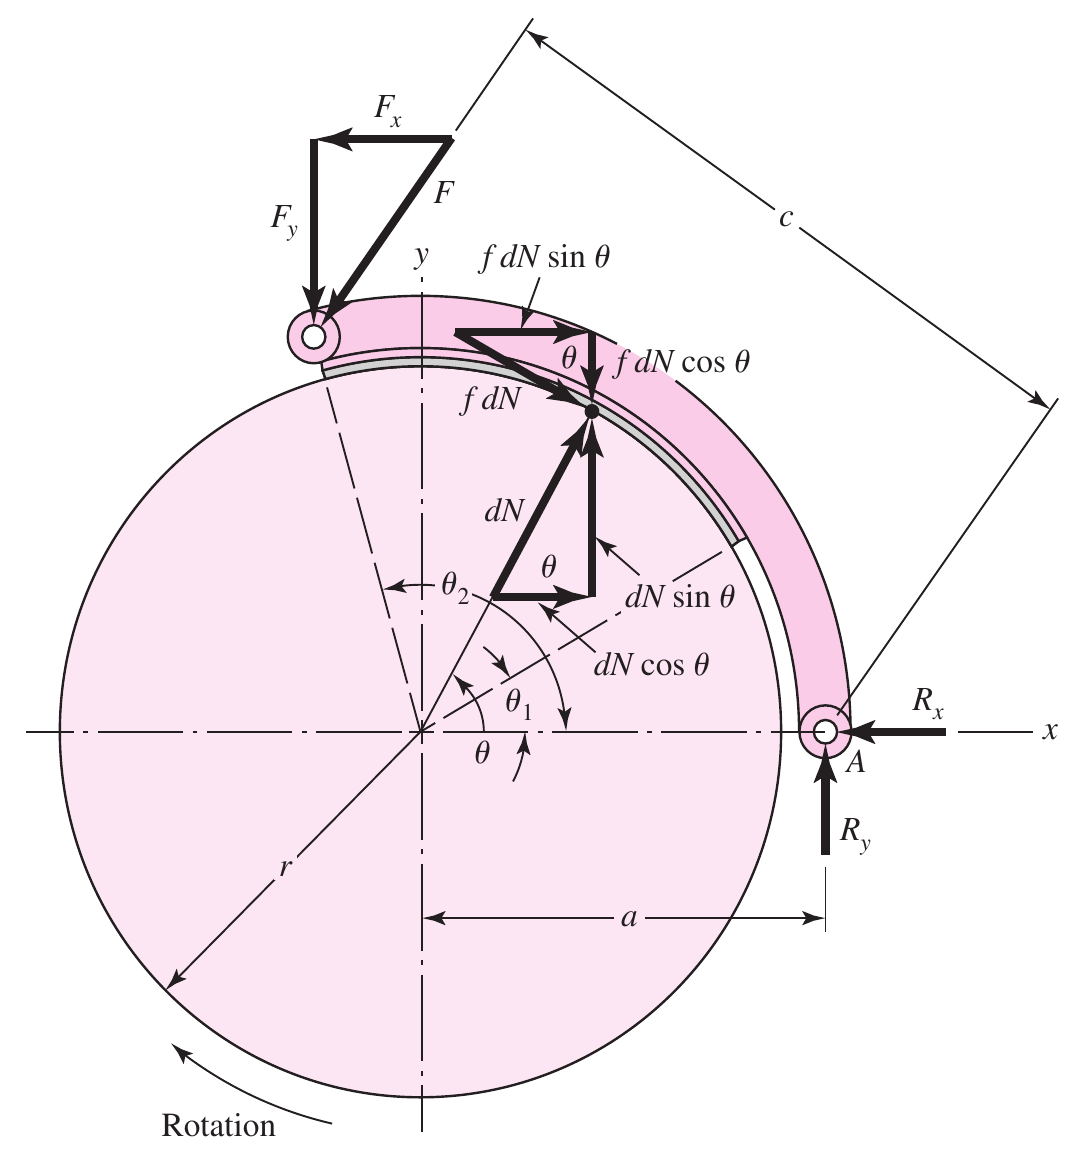 F_x
F
F_y
c
y
f dN sin θ
θ
f dN cos θ
f dN
dN
θ
θ_2
dN sin θ
dN cos θ
θ_1
θ
R_x
x
A
R_y
r
a
Rotation